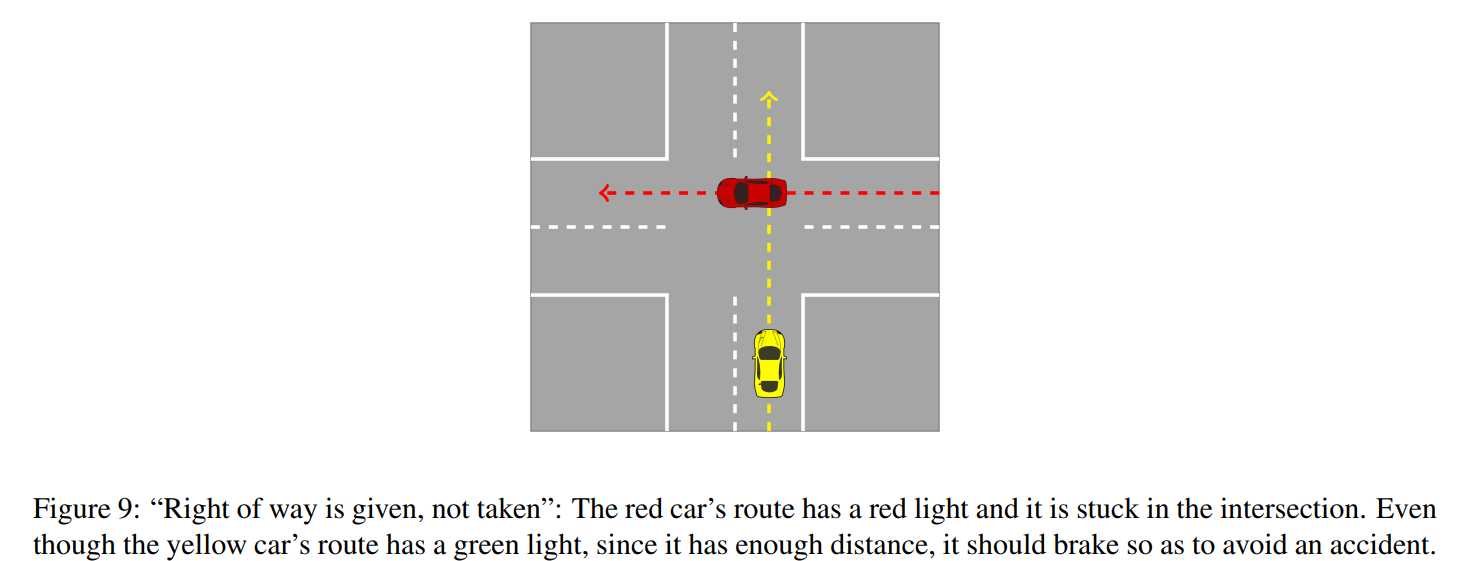 Figure 9: “Right of way is given, not taken”: The red car’s route has a red light and it is stuck in the intersection. Even
though the yellow car’s route has a green light, since it has enough distance, it should brake so as to avoid an accident.